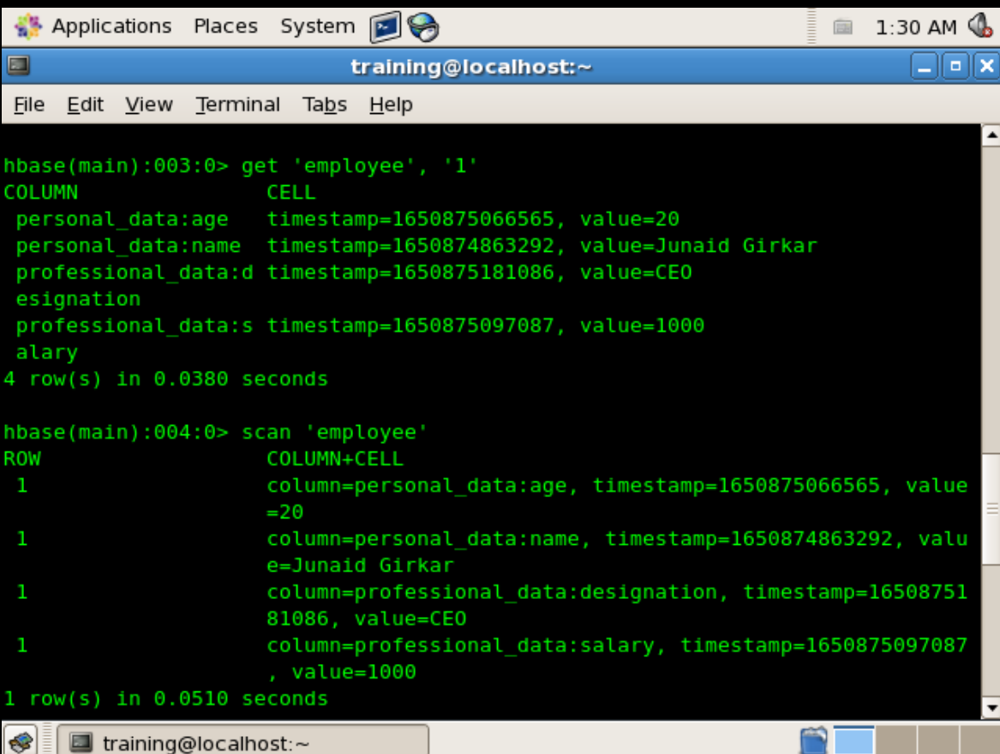 Applications Places System 1:30 AM
training@localhost:~
File Edit View Terminal Tabs Help
hbase(main):003:0> get 'employee', '1'
COLUMN CELL
personal_data:age timestamp=1650875066565, value=20
personal_data:name timestamp=1650874863292, value=Junaid Girkar
professional_data:d timestamp=1650875181086, value=CEO
esignation
professional_data:s timestamp=1650875097087, value=1000
alary
4 row(s) in 0.0380 seconds
hbase(main):004:0> scan 'employee'
ROW COLUMN+CELL
1 column=personal_data:age, timestamp=1650875066565, value
=20
1 column=personal_data:name, timestamp=1650874863292, valu
e=Junaid Girkar
1 column=professional_data:designation, timestamp=16508751
81086, value=CEO
1 column=professional_data:salary, timestamp=1650875097087
, value=1000
1 row(s) in 0.0510 seconds
training@localhost:~